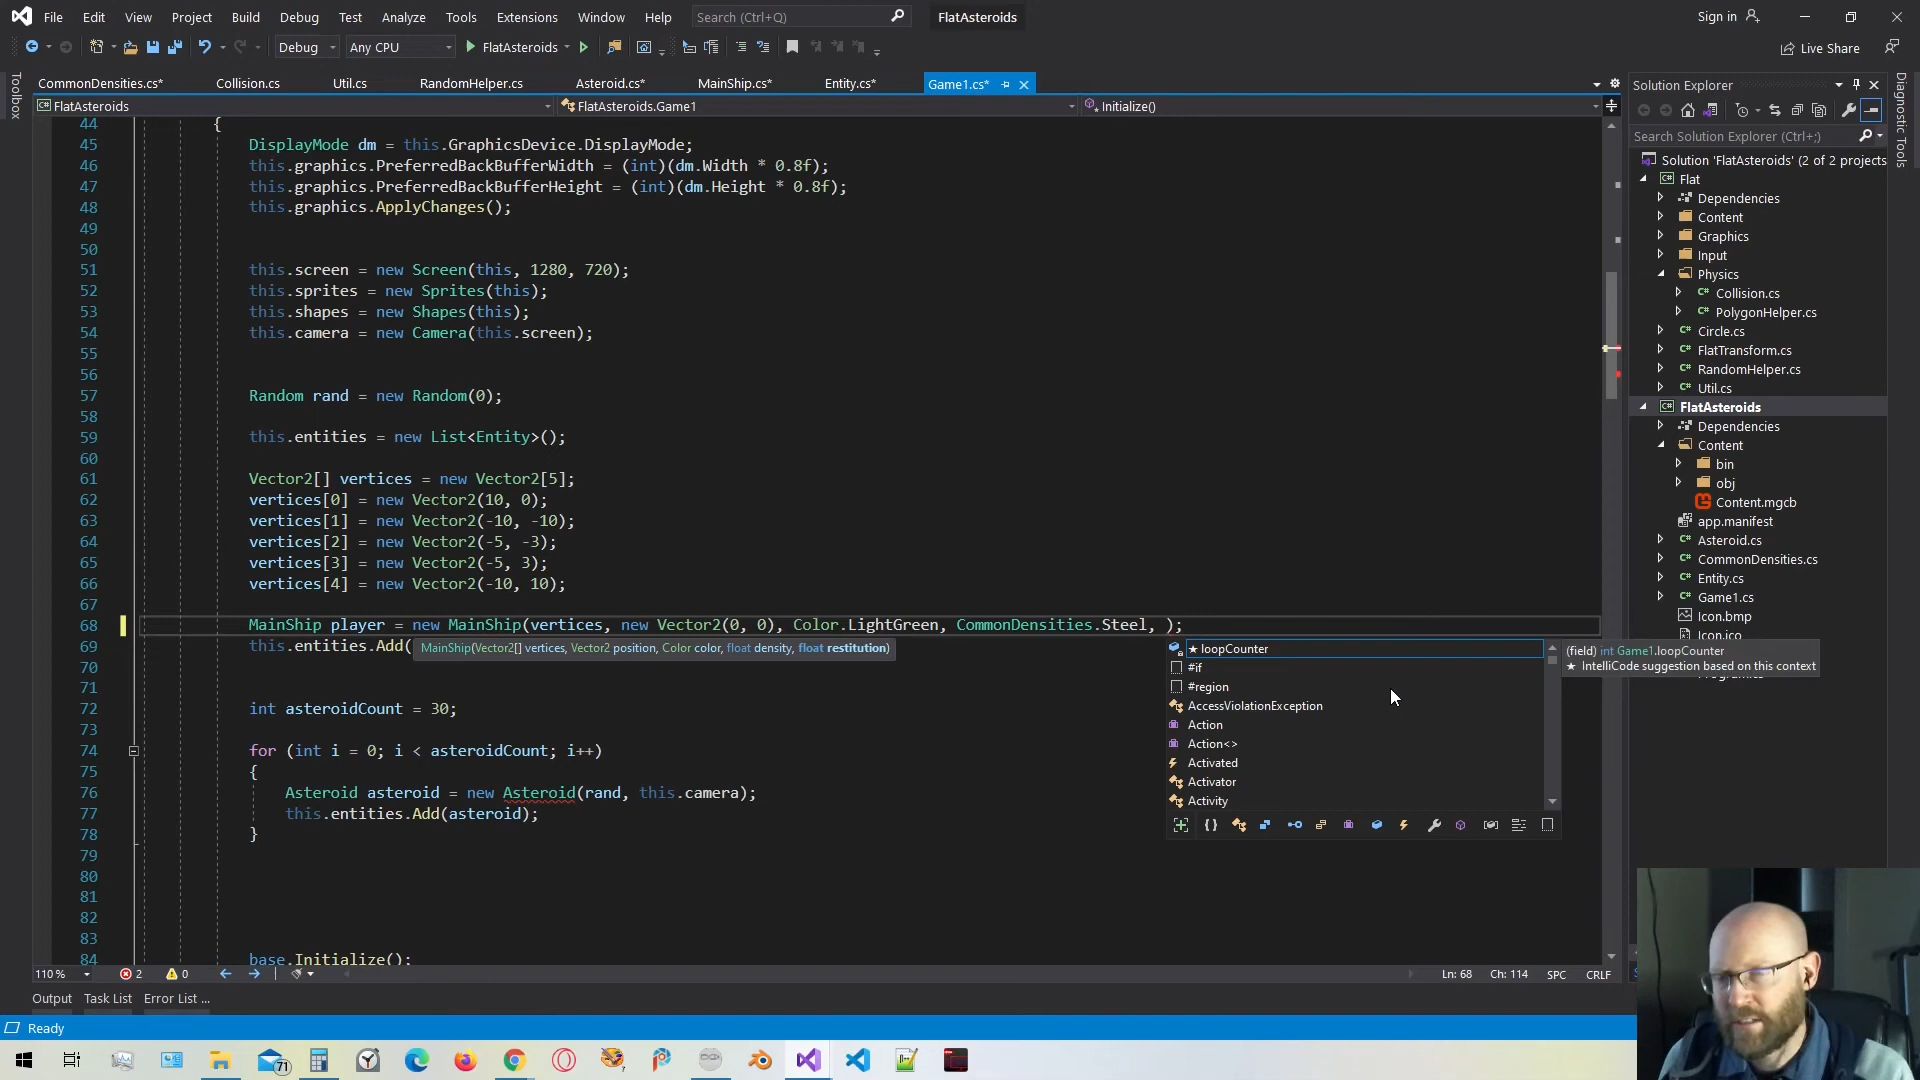 File Edit View Project Build Debug Test Analyze Tools Extensions Window Help Search (Ctrl+Q) FlatAsteroids Sign in
Debug Any CPU FlatAsteroids Live Share
Toolbox
CommonDensities.cs* Collision.cs Util.cs RandomHelper.cs Asteroid.cs* MainShip.cs* Entity.cs* Game1.cs*
FlatAsteroids FlatAsteroids.Game1 Initialize()
44 {
45 DisplayMode dm = this.GraphicsDevice.DisplayMode;
46 this.graphics.PreferredBackBufferWidth = (int)(dm.Width * 0.8f);
47 this.graphics.PreferredBackBufferHeight = (int)(dm.Height * 0.8f);
48 this.graphics.ApplyChanges();
49
50
51 this.screen = new Screen(this, 1280, 720);
52 this.sprites = new Sprites(this);
53 this.shapes = new Shapes(this);
54 this.camera = new Camera(this.screen);
55
56
57 Random rand = new Random(0);
58
59 this.entities = new List<Entity>();
60
61 Vector2[] vertices = new Vector2[5];
62 vertices[0] = new Vector2(10, 0);
63 vertices[1] = new Vector2(-10, -10);
64 vertices[2] = new Vector2(-5, -3);
65 vertices[3] = new Vector2(-5, 3);
66 vertices[4] = new Vector2(-10, 10);
67
68 MainShip player = new MainShip(vertices, new Vector2(0, 0), Color.LightGreen, CommonDensities.Steel, );
69 this.entities.Add(
MainShip(Vector2[] vertices, Vector2 position, Color color, float density, float restitution)
70
71
72 int asteroidCount = 30;
73
74 for (int i = 0; i < asteroidCount; i++)
75 {
76 Asteroid asteroid = new Asteroid(rand, this.camera);
77 this.entities.Add(asteroid);
78 }
79
80
81
82
83
84 base.Initialize();
★ loopCounter
#if
#region
AccessViolationException
Action
Action<>
Activated
Activator
Activity
(field) int Game1.loopCounter
★ IntelliCode suggestion based on this context
Solution Explorer
Search Solution Explorer (Ctrl+;)
Solution 'FlatAsteroids' (2 of 2 projects
Flat
Dependencies
Content
Graphics
Input
Physics
Collision.cs
PolygonHelper.cs
Circle.cs
FlatTransform.cs
RandomHelper.cs
Util.cs
FlatAsteroids
Dependencies
Content
bin
obj
Content.mgcb
app.manifest
Asteroid.cs
CommonDensities.cs
Entity.cs
Game1.cs
Icon.bmp
Icon.ico
Diagnostic Tools
110 % 2 0 Ln: 68 Ch: 114 SPC CRLF
Output Task List Error List ...
Ready
71